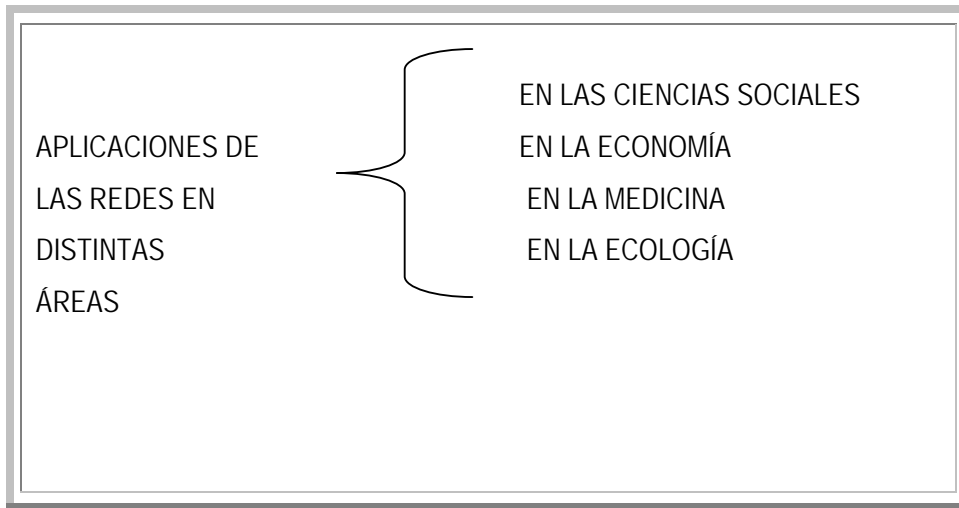 APLICACIONES DE
LAS REDES EN
DISTINTAS
ÁREAS
EN LAS CIENCIAS SOCIALES
EN LA ECONOMÍA
EN LA MEDICINA
EN LA ECOLOGÍA